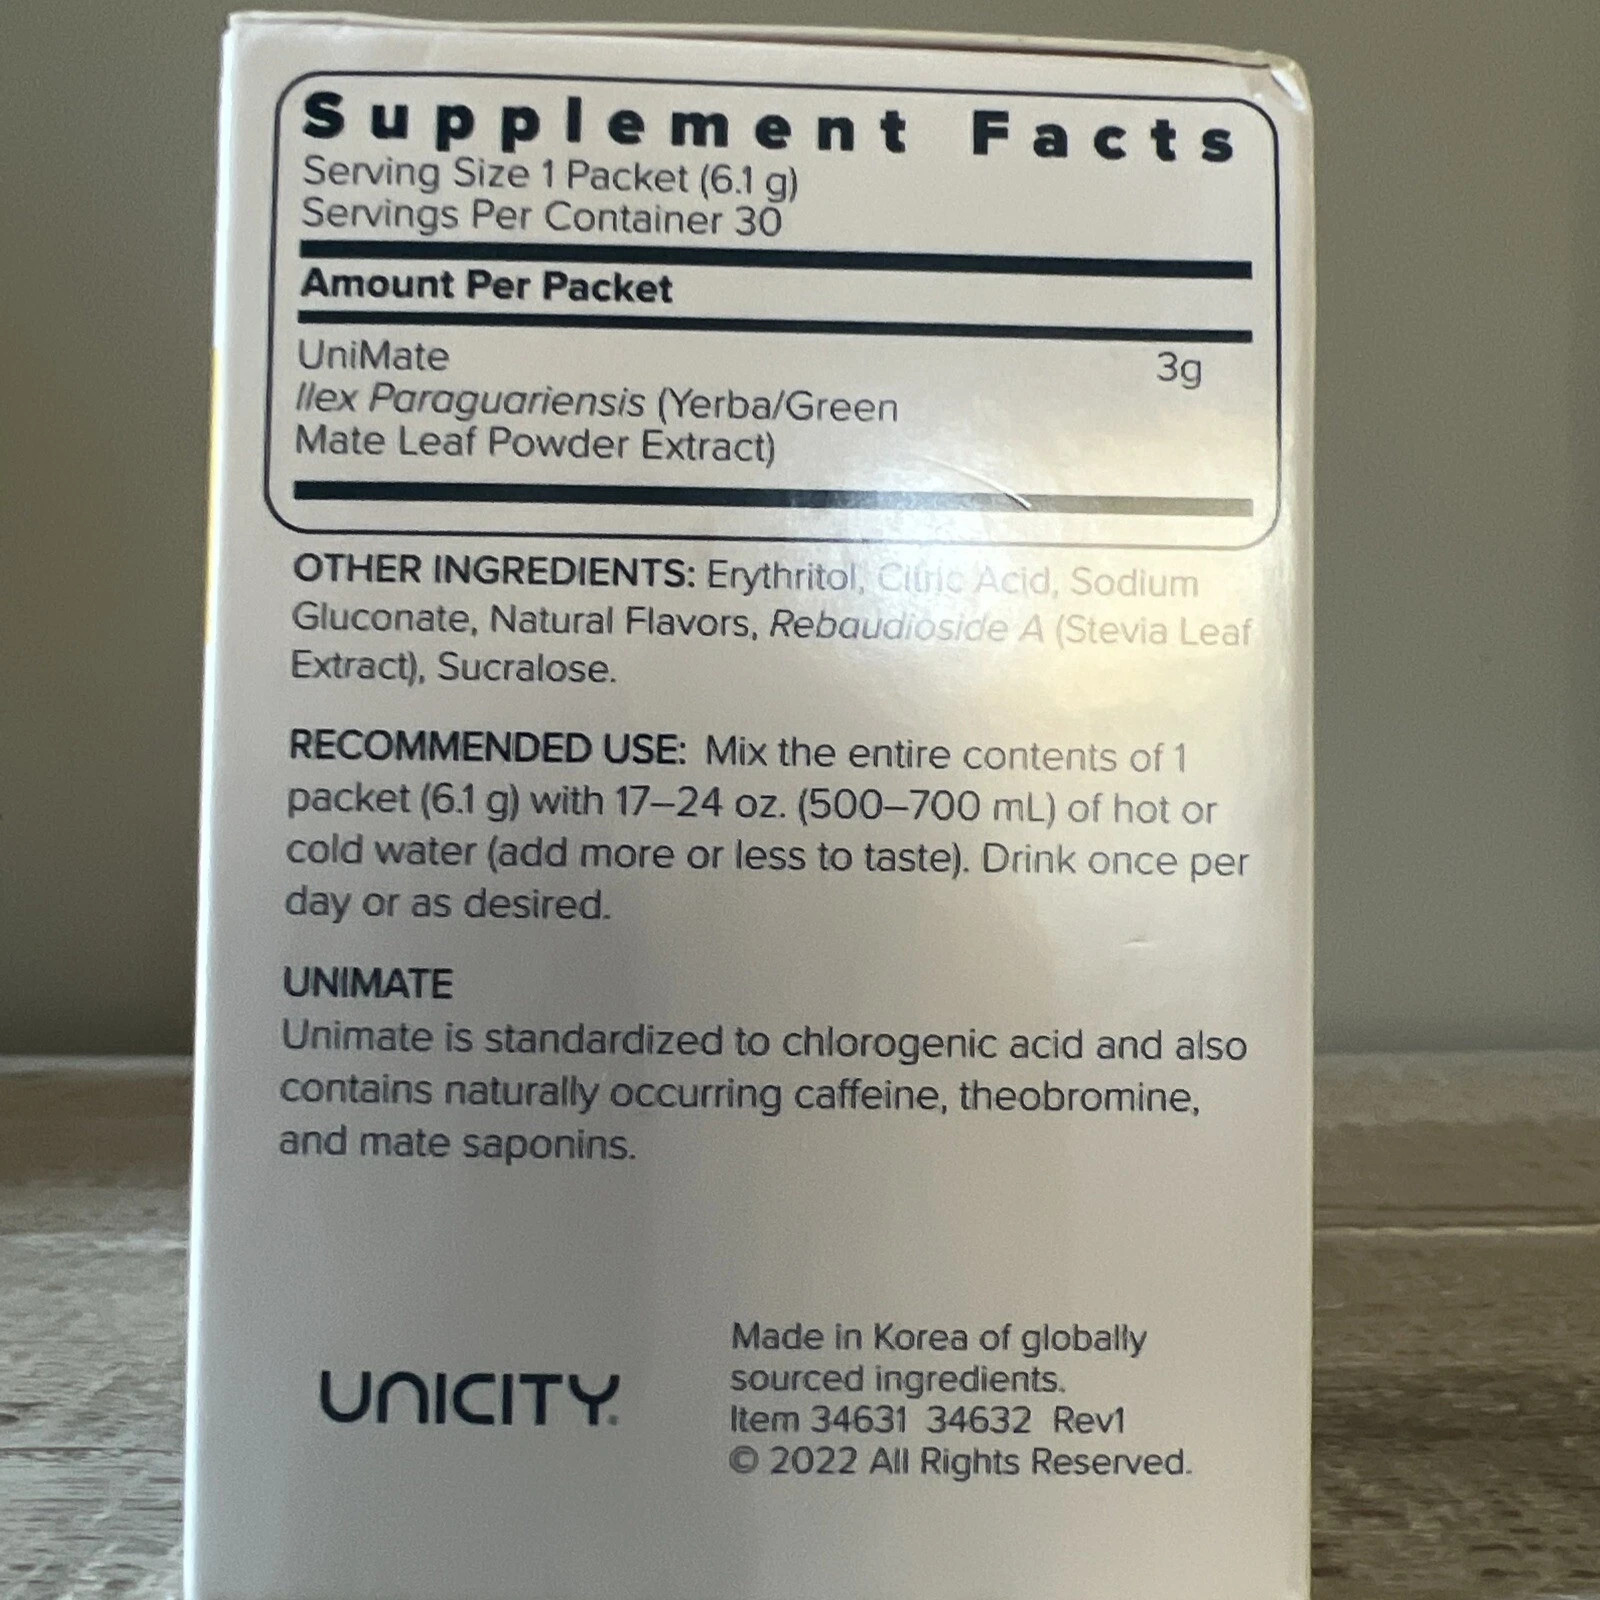 Supplement Facts
Serving Size 1 Packet (6.1 g)
Servings Per Container 30
Amount Per Packet
UniMate 3g
Ilex Paraguariensis (Yerba/Green
Mate Leaf Powder Extract)
OTHER INGREDIENTS: Erythritol, Citric Acid, Sodium
Gluconate, Natural Flavors, Rebaudioside A (Stevia Leaf
Extract), Sucralose.
RECOMMENDED USE: Mix the entire contents of 1
packet (6.1 g) with 17–24 oz. (500–700 mL) of hot or
cold water (add more or less to taste). Drink once per
day or as desired.
UNIMATE
Unimate is standardized to chlorogenic acid and also
contains naturally occurring caffeine, theobromine,
and mate saponins.
UNICITY.
Made in Korea of globally
sourced ingredients.
Item 34631 34632 Rev1
© 2022 All Rights Reserved.